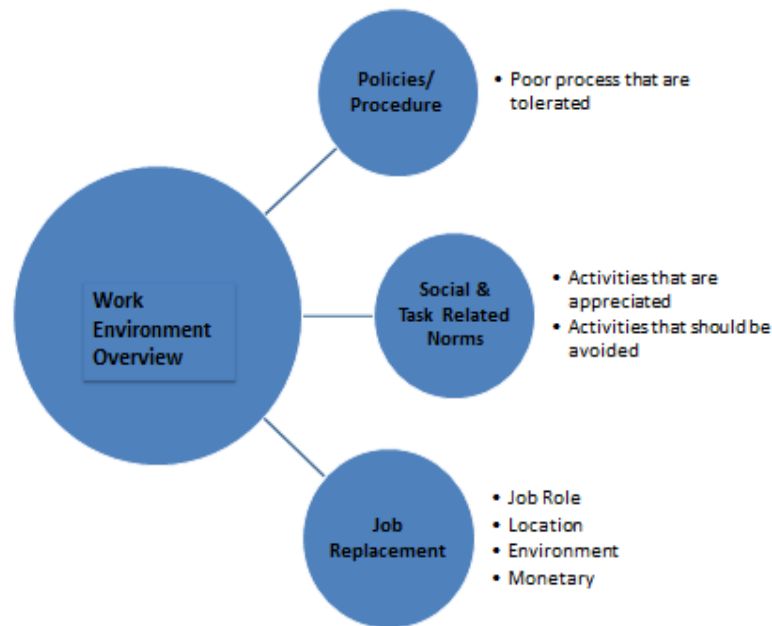 Policies/
Procedure
• Poor process that are
tolerated
Work
Environment
Overview
Social &
Task Related
Norms
• Activities that are
appreciated
• Activities that should be
avoided
Job
Replacement
• Job Role
• Location
• Environment
• Monetary